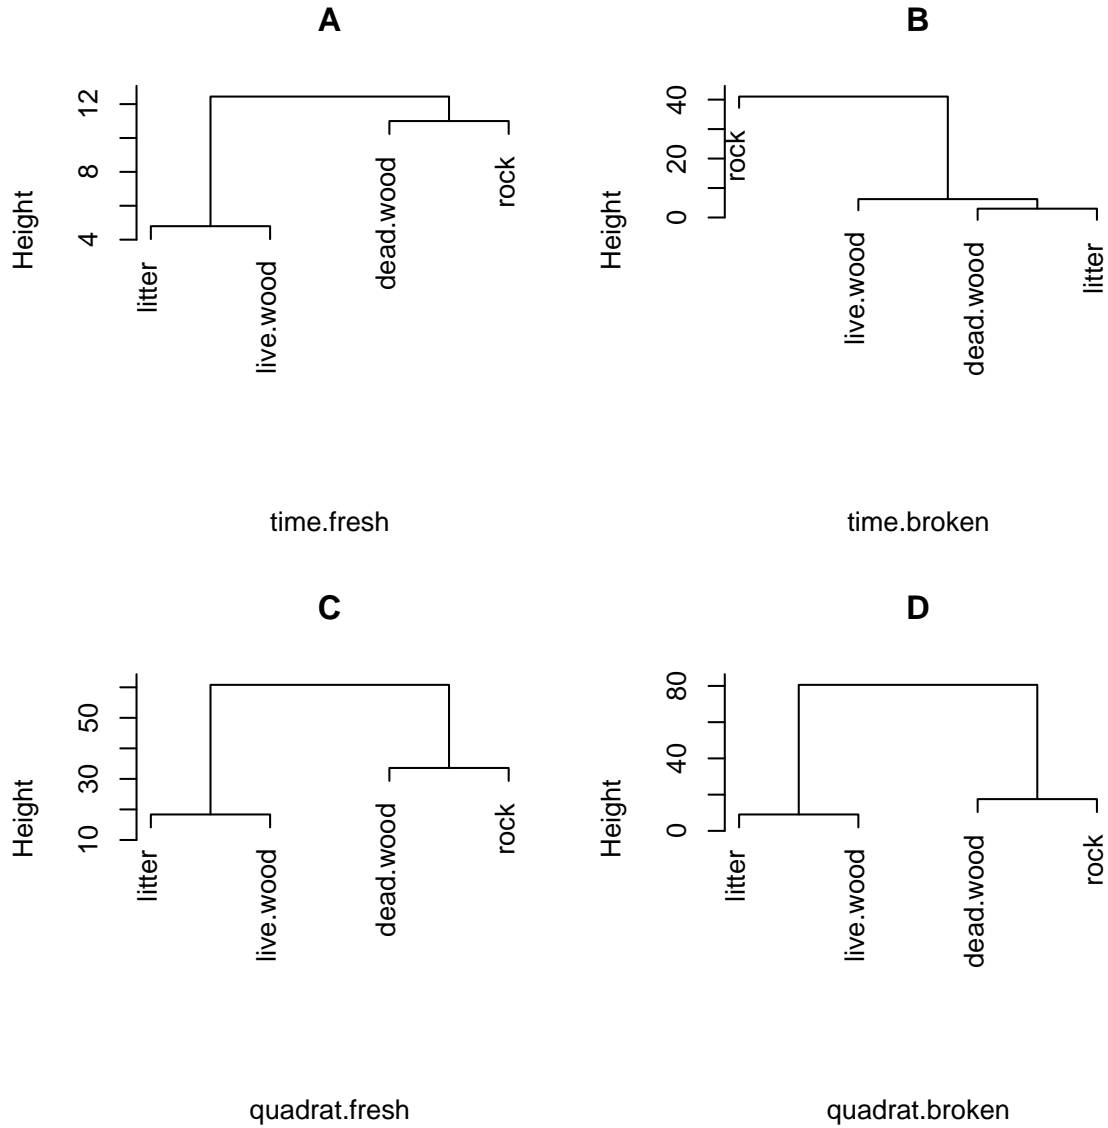 A
Height
4
8
12
litter
live.wood
dead.wood
rock
time.fresh
B
Height
0
20
40
rock
live.wood
dead.wood
litter
time.broken
C
Height
10
30
50
litter
live.wood
dead.wood
rock
quadrat.fresh
D
Height
0
40
80
litter
live.wood
dead.wood
rock
quadrat.broken